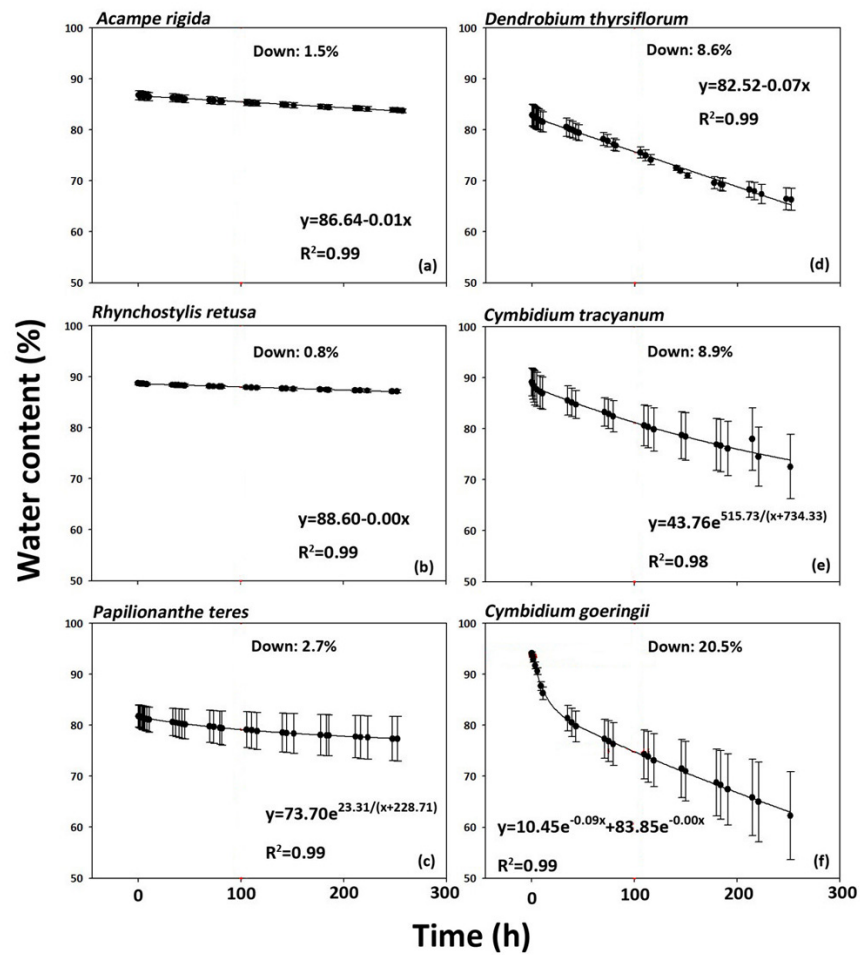 Acampe rigida
Down: 1.5%
y=86.64-0.01x
R²=0.99
(a)
100
90
80
70
60
50
Dendrobium thyrsiflorum
Down: 8.6%
y=82.52-0.07x
R²=0.99
(d)
100
90
80
70
60
50
Rhynchostylis retusa
Down: 0.8%
y=88.60-0.00x
R²=0.99
(b)
100
90
80
70
60
50
Cymbidium tracyanum
Down: 8.9%
y=43.76e^515.73/(x+734.33)
R²=0.98
(e)
100
90
80
70
60
50
Papilionanthe teres
Down: 2.7%
y=73.70e^23.31/(x+228.71)
R²=0.99
(c)
100
90
80
70
60
50
0 100 200 300
Cymbidium goeringii
Down: 20.5%
y=10.45e^-0.09x+83.85e^-0.00x
R²=0.99
(f)
100
90
80
70
60
50
0 100 200 300
Water content (%)
Time (h)